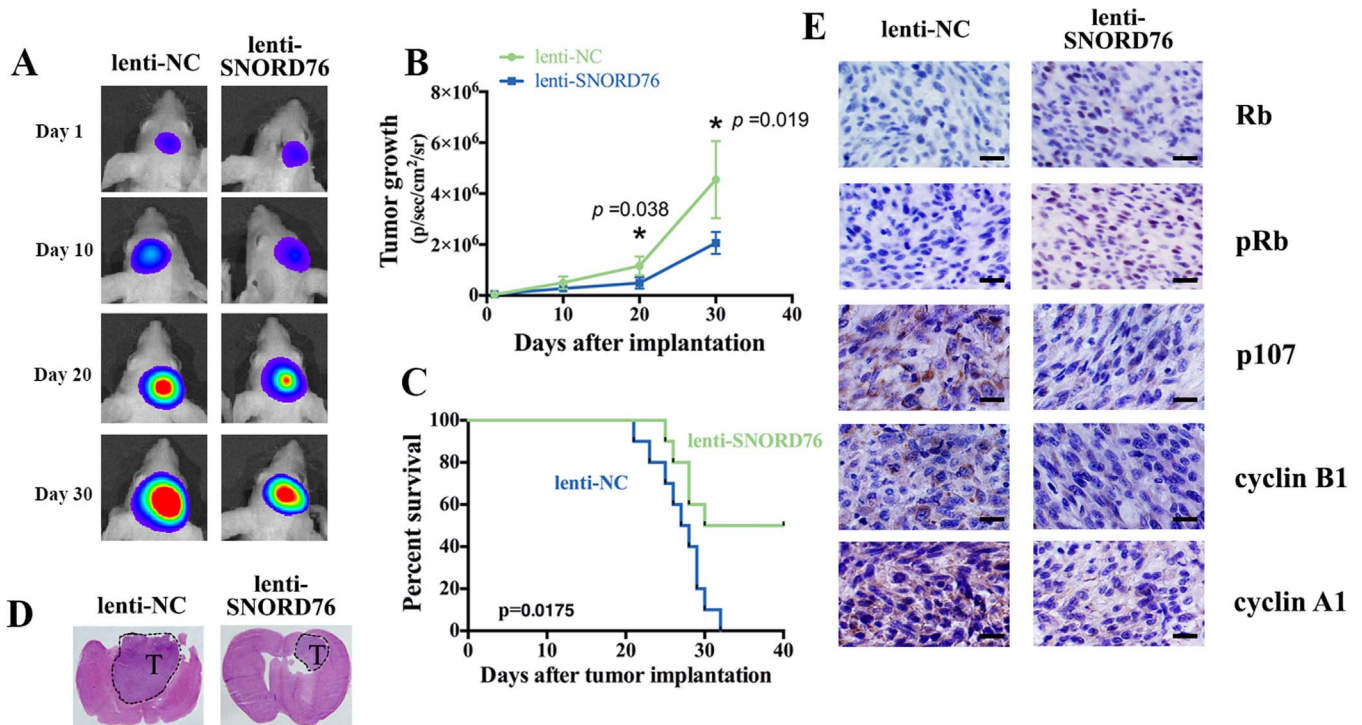 A
lenti-NC
lenti-
SNORD76
Day 1
Day 10
Day 20
Day 30
B
lenti-NC
lenti-SNORD76
Tumor growth
(p/sec/cm²/sr)
8×10⁶
6×10⁶
4×10⁶
2×10⁶
0
* p =0.019
p =0.038
*
0 10 20 30 40
Days after implantation
C
Percent survival
100
80
60
40
20
0
lenti-SNORD76
lenti-NC
p=0.0175
0 10 20 30 40
Days after tumor implantation
D
lenti-NC
lenti-
SNORD76
T
T
E
lenti-NC
lenti-
SNORD76
Rb
pRb
p107
cyclin B1
cyclin A1